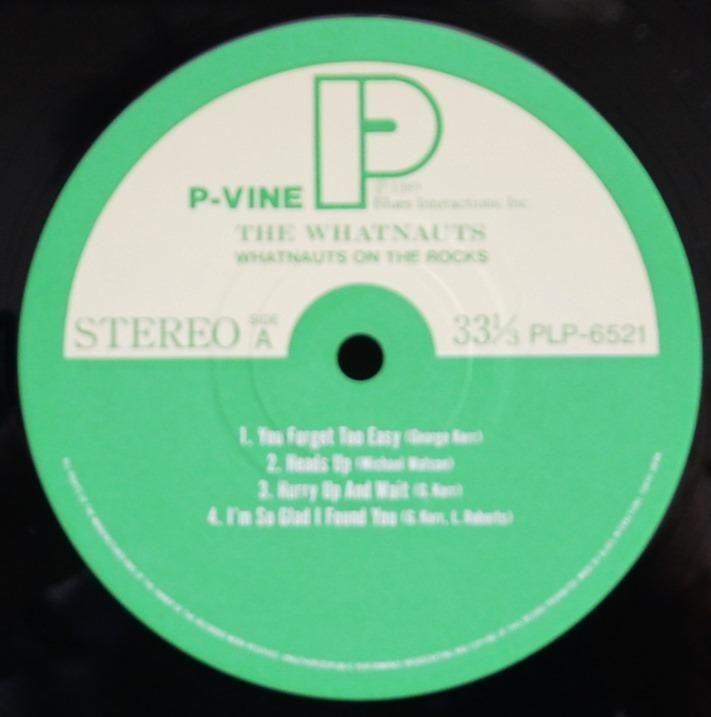 P
P-VINE
Blues Interactions, Inc.
THE WHATNAUTS
WHATNAUTS ON THE ROCKS
STEREO SIDE A 33⅓ PLP-6521
1. You Forget Too Easy (George Kerr)
2. Heads Up (Michael Watson)
3. Hurry Up And Wait (G. Kerr)
4. I'm So Glad I Found You (G. Kerr, L. Roberts)